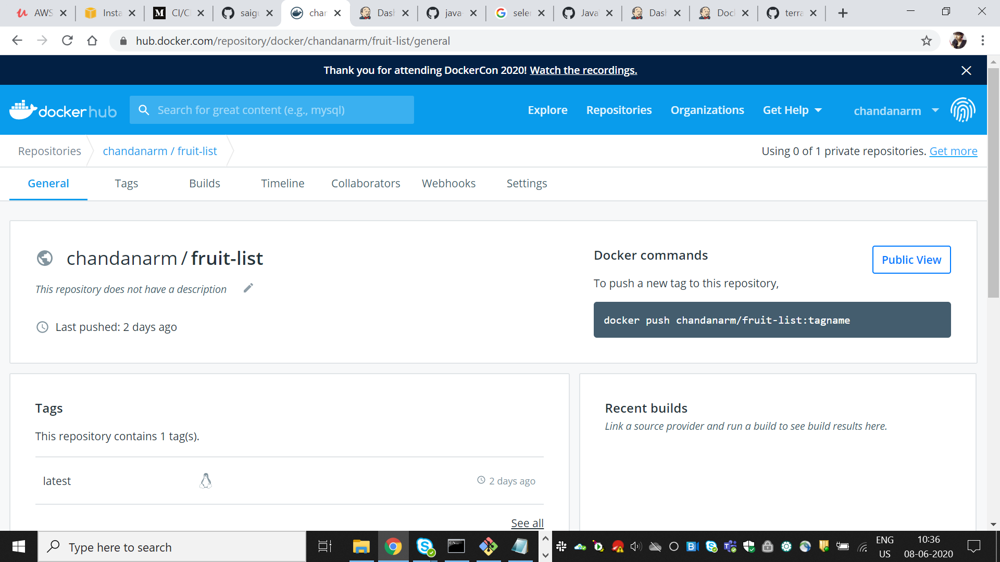 AWS
Insta
CI/C
saigu
char
Dash
java-
seler
Java
Dash
Dock
terra
hub.docker.com/repository/docker/chandanarm/fruit-list/general
Thank you for attending DockerCon 2020! Watch the recordings.
docker hub
Search for great content (e.g., mysql)
Explore
Repositories
Organizations
Get Help
chandanarm
Repositories
chandanarm / fruit-list
Using 0 of 1 private repositories. Get more
General
Tags
Builds
Timeline
Collaborators
Webhooks
Settings
chandanarm / fruit-list
This repository does not have a description
Last pushed: 2 days ago
Docker commands
Public View
To push a new tag to this repository,
docker push chandanarm/fruit-list:tagname
Tags
This repository contains 1 tag(s).
latest
2 days ago
See all
Recent builds
Link a source provider and run a build to see build results here.
Type here to search
ENG
US
10:36
08-06-2020